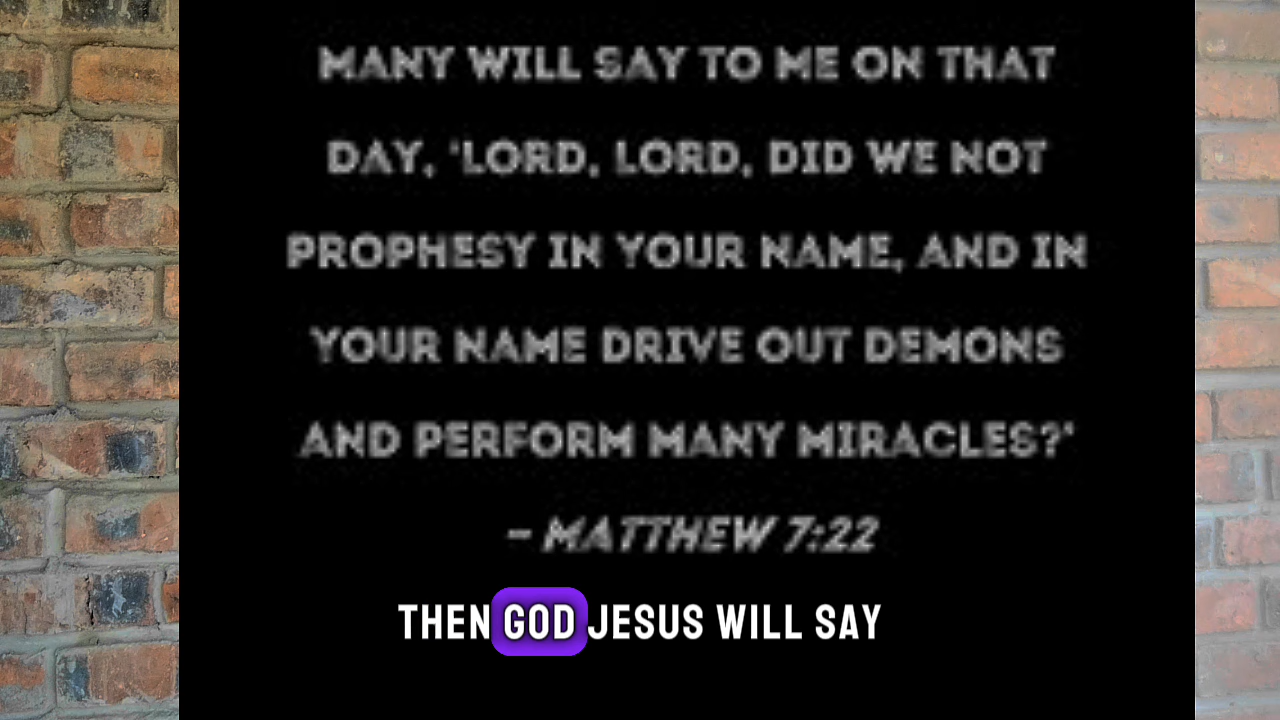 MANY WILL SAY TO ME ON THAT
DAY, 'LORD, LORD, DID WE NOT
PROPHESY IN YOUR NAME, AND IN
YOUR NAME DRIVE OUT DEMONS
AND PERFORM MANY MIRACLES?'
– MATTHEW 7:22
THEN GOD JESUS WILL SAY